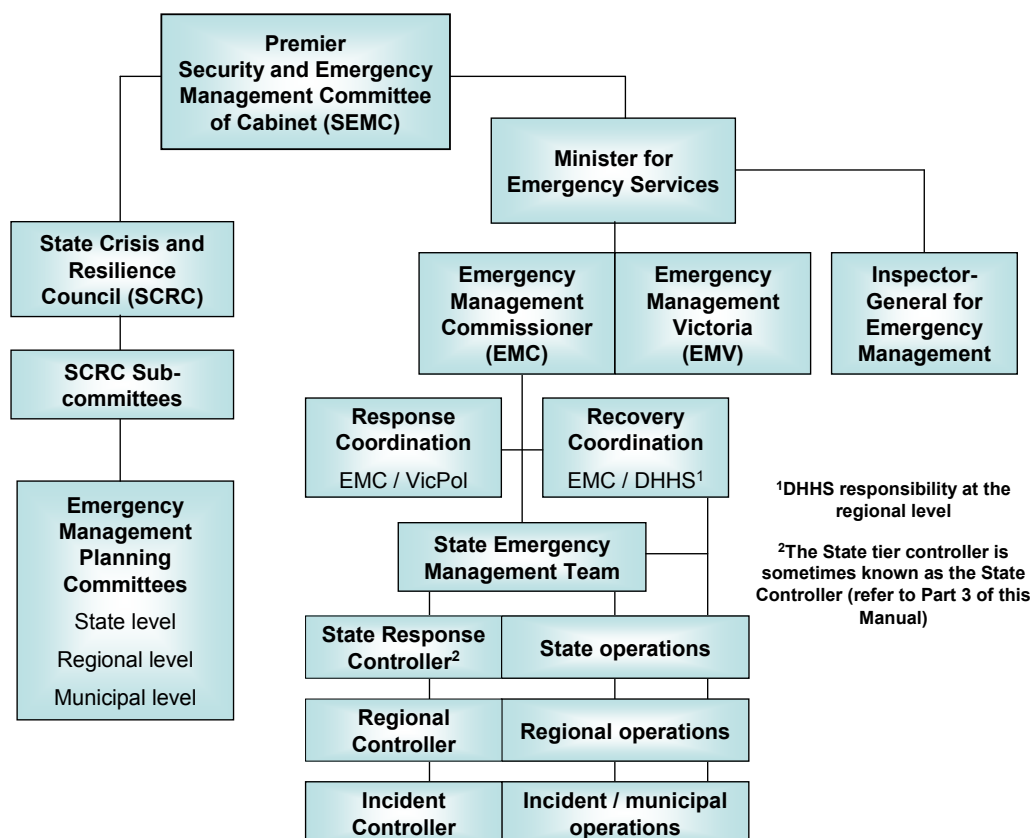 Premier
Security and Emergency
Management Committee
of Cabinet (SEMC)
Minister for
Emergency Services
State Crisis and
Resilience
Council (SCRC)
Emergency
Management
Commissioner
(EMC)
Emergency
Management
Victoria
(EMV)
Inspector-
General for
Emergency
Management
SCRC Sub-
committees
Response
Coordination
EMC / VicPol
Recovery
Coordination
EMC / DHHS¹
Emergency
Management
Planning
Committees
State level
Regional level
Municipal level
¹DHHS responsibility at the
regional level
²The State tier controller is
sometimes known as the State
Controller (refer to Part 3 of this
Manual)
State Emergency
Management Team
State Response
Controller²
State operations
Regional
Controller
Regional operations
Incident
Controller
Incident / municipal
operations